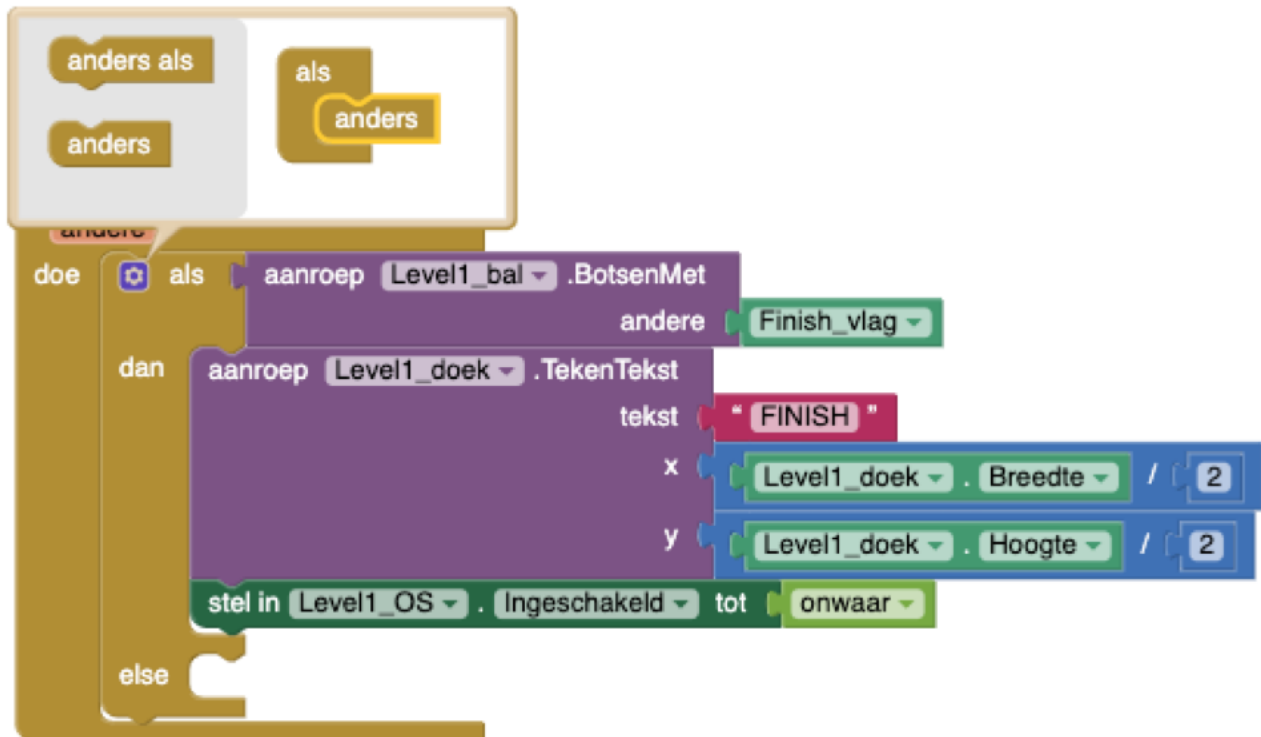 anders als
als
anders
anders
andere
doe als aanroep Level1_bal .BotsenMet
andere Finish_vlag
dan aanroep Level1_doek .TekenTekst
tekst “ FINISH ”
x Level1_doek . Breedte / 2
y Level1_doek . Hoogte / 2
stel in Level1_OS . Ingeschakeld tot onwaar
else